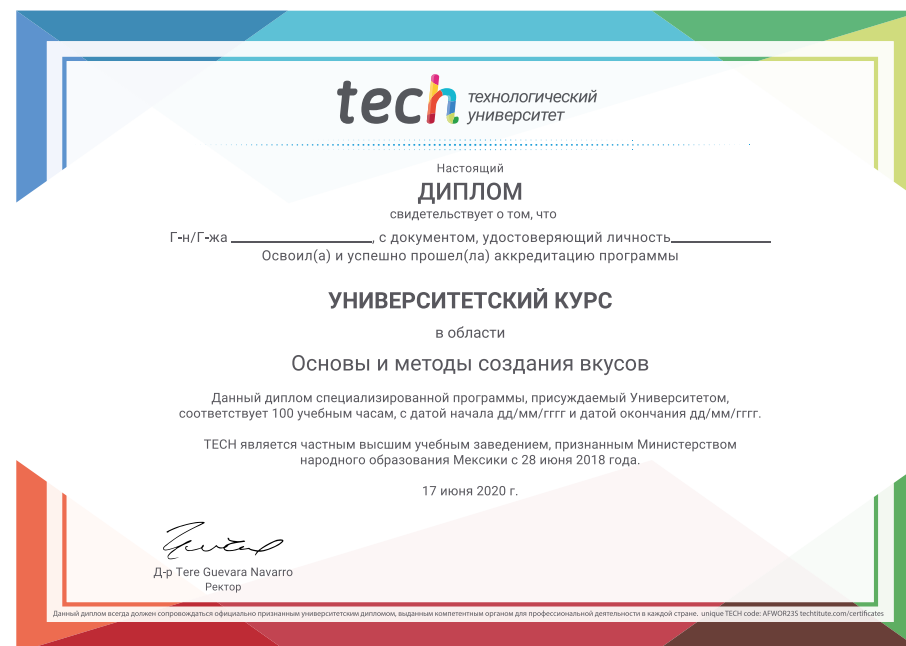 tech технологический
университет
Настоящий
ДИПЛОМ
свидетельствует о том, что
Г-н/Г-жа ____________________, с документом, удостоверяющий личность______________
Освоил(а) и успешно прошел(ла) аккредитацию программы
УНИВЕРСИТЕТСКИЙ КУРС
в области
Основы и методы создания вкусов
Данный диплом специализированной программы, присуждаемый Университетом,
соответствует 100 учебным часам, с датой начала дд/мм/гггг и датой окончания дд/мм/гггг.
TECH является частным высшим учебным заведением, признанным Министерством
народного образования Мексики с 28 июня 2018 года.
17 июня 2020 г.
Д-р Tere Guevara Navarro
Ректор
Данный диплом всегда должен сопровождаться официально признанным университетским дипломом, выданным компетентным органом для профессиональной деятельности в каждой стране. unique TECH code: AFWOR23S techtitute.com/certificates